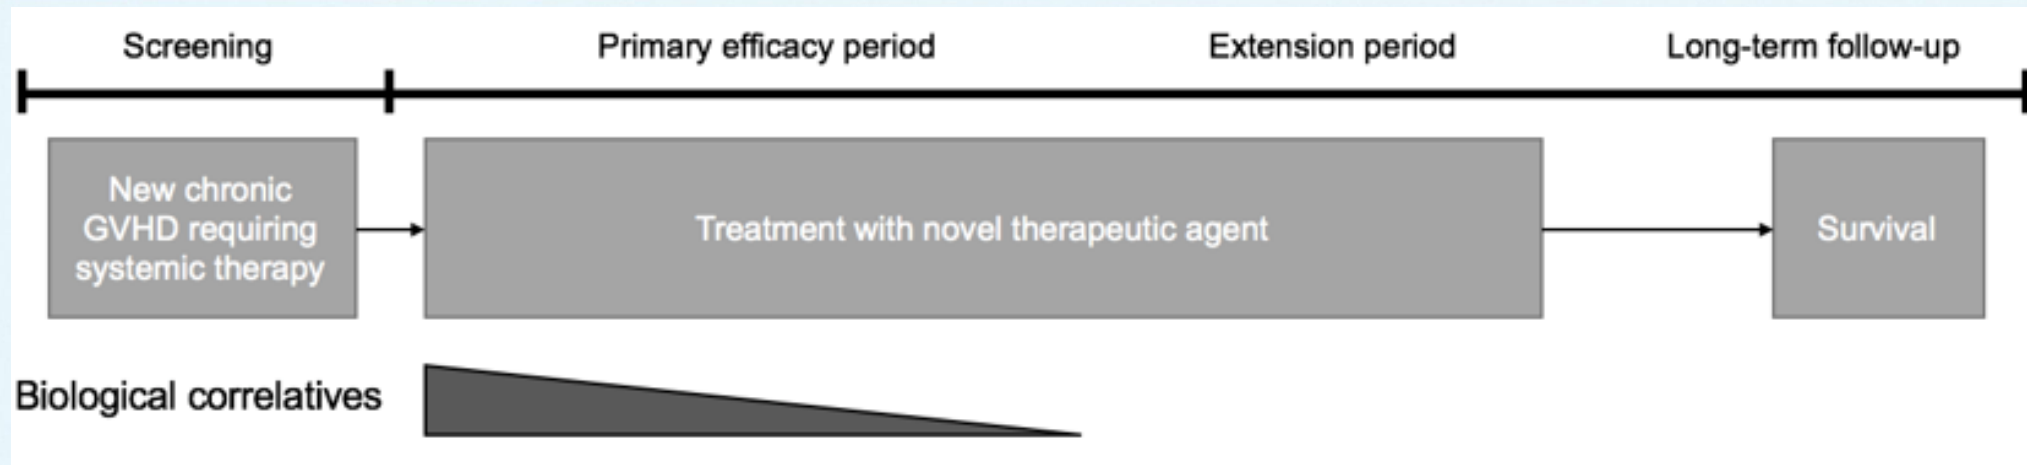 Screening
Primary efficacy period
Extension period
Long-term follow-up
New chronic
GVHD requiring
systemic therapy
Treatment with novel therapeutic agent
Survival
Biological correlatives